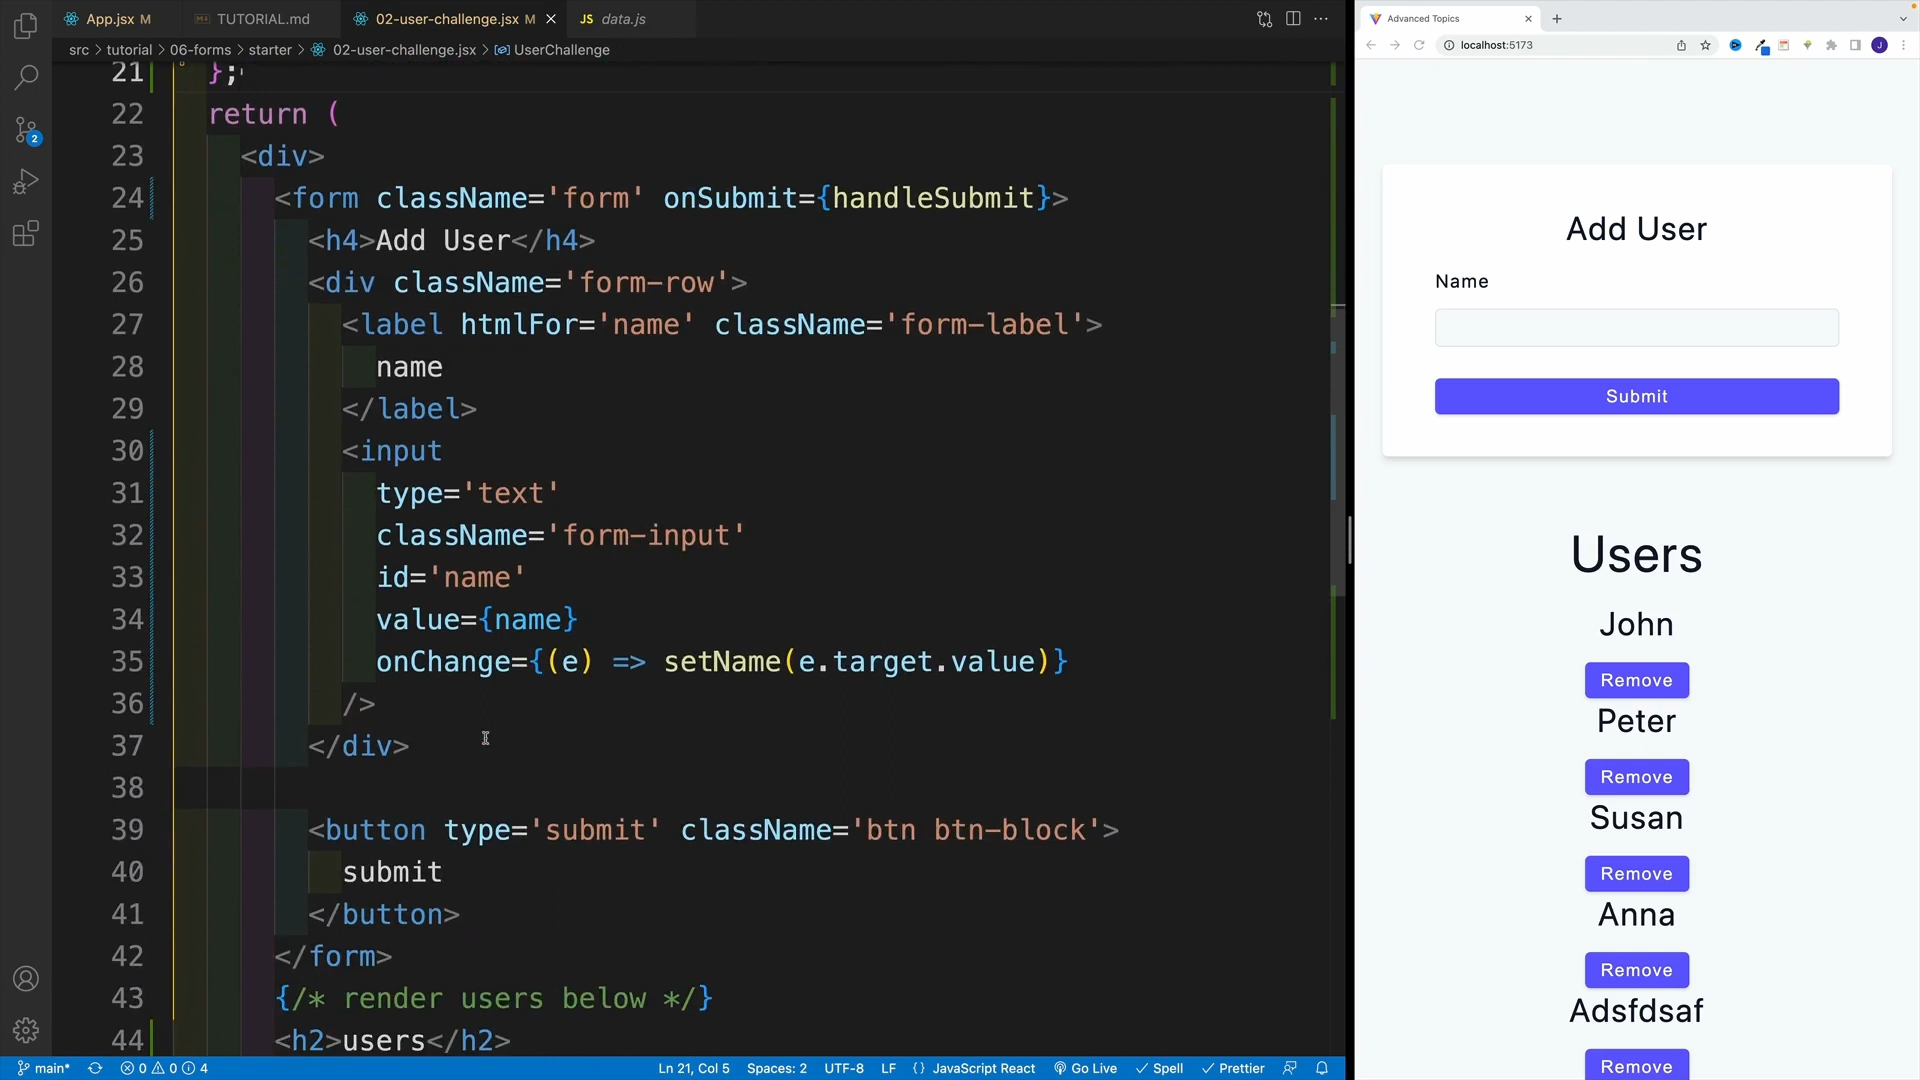 App.jsx M
TUTORIAL.md
02-user-challenge.jsx M
JS data.js
src > tutorial > 06-forms > starter > 02-user-challenge.jsx > UserChallenge
21 };
22 return (
23 <div>
24 <form className='form' onSubmit={handleSubmit}>
25 <h4>Add User</h4>
26 <div className='form-row'>
27 <label htmlFor='name' className='form-label'>
28 name
29 </label>
30 <input
31 type='text'
32 className='form-input'
33 id='name'
34 value={name}
35 onChange={(e) => setName(e.target.value)}
36 />
37 </div>
38
39 <button type='submit' className='btn btn-block'>
40 submit
41 </button>
42 </form>
43 {/* render users below */}
44 <h2>users</h2>
2
main*
0 0 4
Ln 21, Col 5
Spaces: 2
UTF-8
LF
{} JavaScript React
Go Live
Spell
Prettier
Advanced Topics
localhost:5173
J
Add User
Name
Submit
Users
John
Remove
Peter
Remove
Susan
Remove
Anna
Remove
Adsfdsaf
Remove